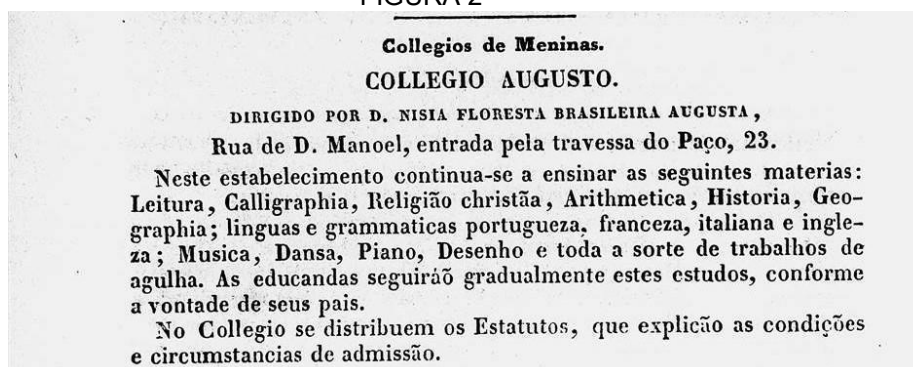 FIGURA 2
Collegios de Meninas.
COLLEGIO AUGUSTO.
DIRIGIDO POR D. NISIA FLORESTA BRASILEIRA AUGUSTA,
Rua de D. Manoel, entrada pela travessa do Paço, 23.
Neste estabelecimento continua-se a ensinar as seguintes materias:
Leitura, Calligraphia, Religião christãa, Arithmetica, Historia, Geo-
graphia; linguas e grammaticas portugueza, franceza, italiana e ingle-
za; Musica, Dansa, Piano, Desenho e toda a sorte de trabalhos de
agulha. As educandas seguiráõ gradualmente estes estudos, conforme
a vontade de seus pais.
No Collegio se distribuem os Estatutos, que explicão as condições
e circumstancias de admissão.